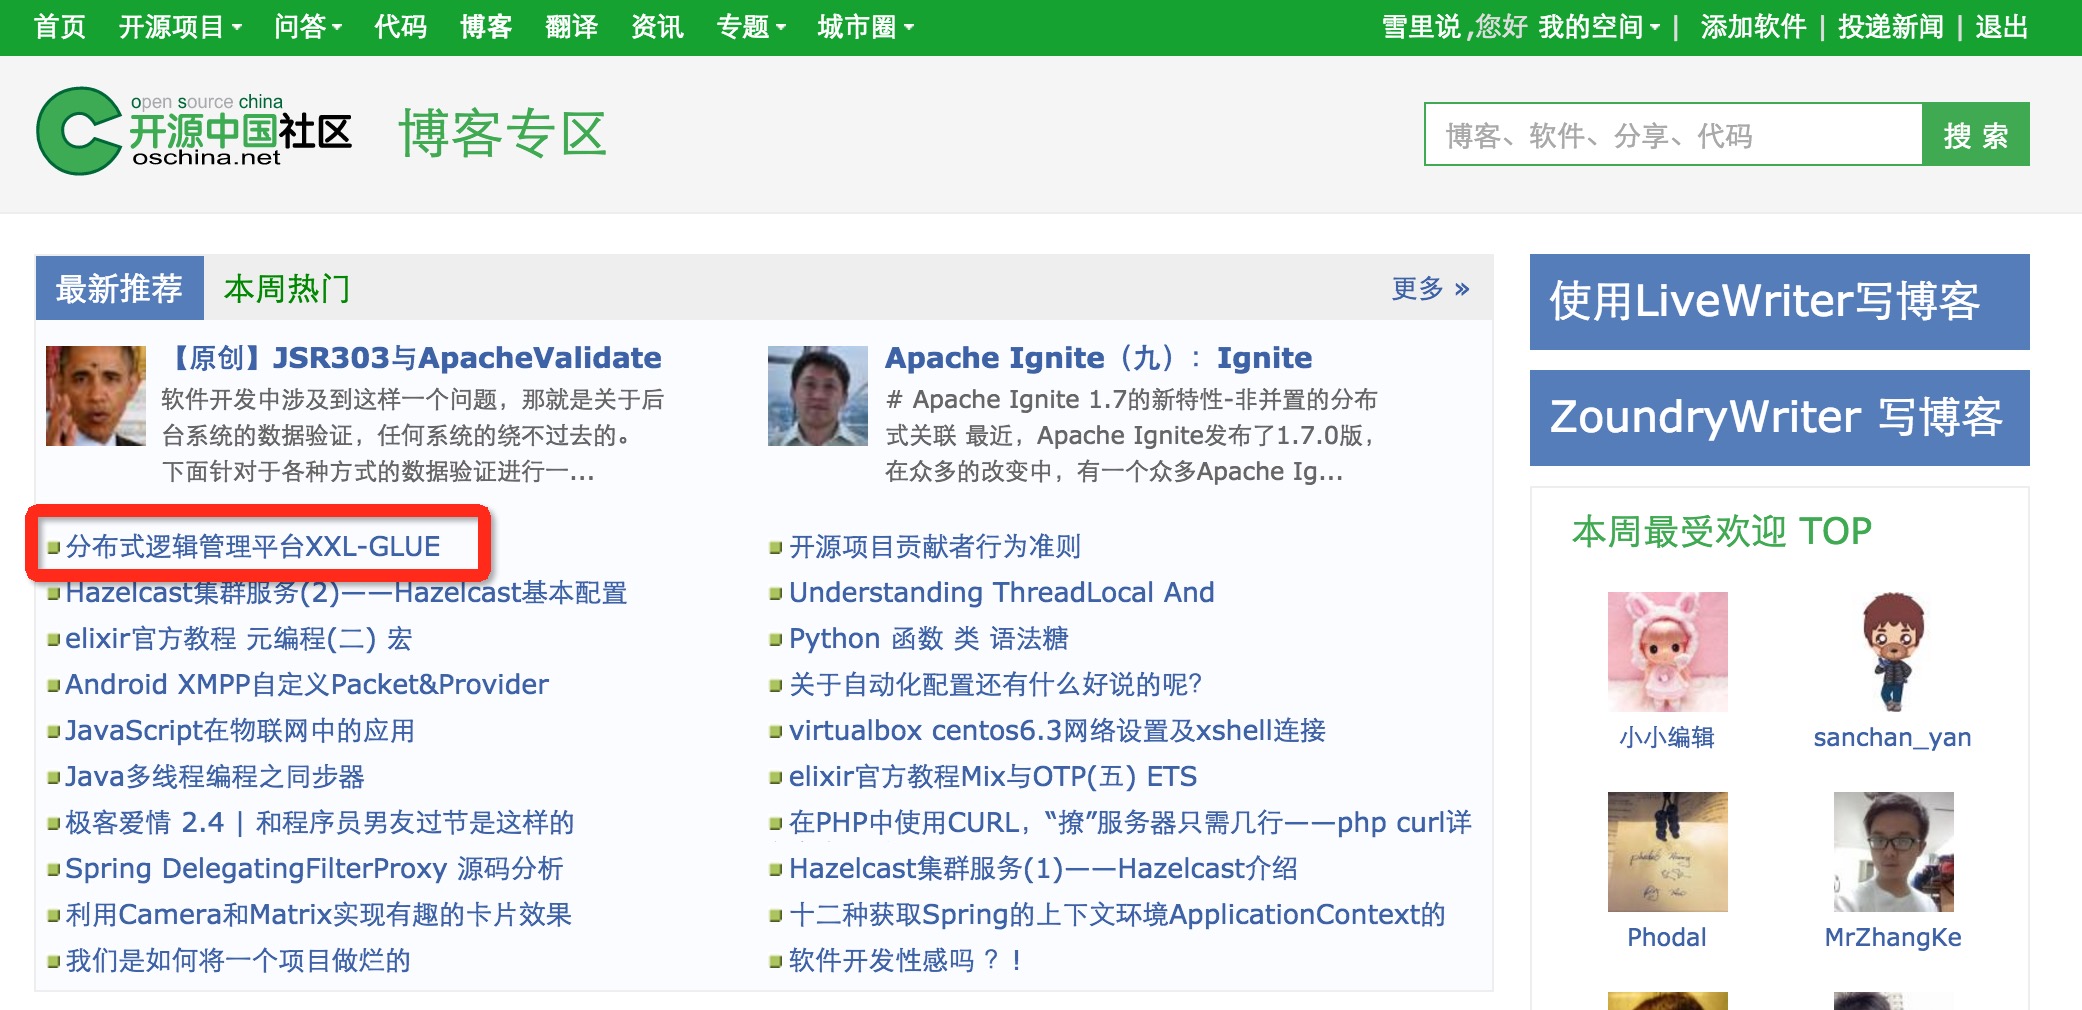 首页 开源项目 问答 代码 博客 翻译 资讯 专题 城市圈 雪里说,您好 我的空间 | 添加软件 | 投递新闻 | 退出
open source china
开源中国社区
oschina.net
博客专区
博客、软件、分享、代码
搜 索
最新推荐 本周热门 更多 »
【原创】JSR303与ApacheValidate
软件开发中涉及到这样一个问题，那就是关于后
台系统的数据验证，任何系统的绕不过去的。
下面针对于各种方式的数据验证进行一...
Apache Ignite（九）：Ignite
# Apache Ignite 1.7的新特性-非并置的分布
式关联 最近，Apache Ignite发布了1.7.0版，
在众多的改变中，有一个众多Apache Ig...
分布式逻辑管理平台XXL-GLUE
开源项目贡献者行为准则
Hazelcast集群服务(2)——Hazelcast基本配置
Understanding ThreadLocal And
elixir官方教程 元编程(二) 宏
Python 函数 类 语法糖
Android XMPP自定义Packet&Provider
关于自动化配置还有什么好说的呢？
JavaScript在物联网中的应用
virtualbox centos6.3网络设置及xshell连接
Java多线程编程之同步器
elixir官方教程Mix与OTP(五) ETS
极客爱情 2.4 | 和程序员男友过节是这样的
在PHP中使用CURL，“撩”服务器只需几行——php curl详
Spring DelegatingFilterProxy 源码分析
Hazelcast集群服务(1)——Hazelcast介绍
利用Camera和Matrix实现有趣的卡片效果
十二种获取Spring的上下文环境ApplicationContext的
我们是如何将一个项目做烂的
软件开发性感吗 ？！
使用LiveWriter写博客
ZoundryWriter 写博客
本周最受欢迎 TOP
小小编辑
sanchan_yan
Phodal
MrZhangKe